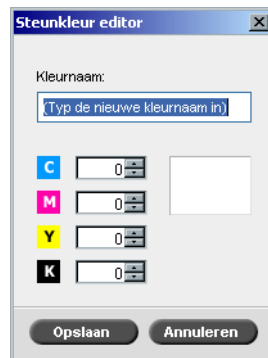 Steunkleur editor
Kleurnaam:
(Typ de nieuwe kleurnaam in)
C 0
M 0
Y 0
K 0
Opslaan Annuleren